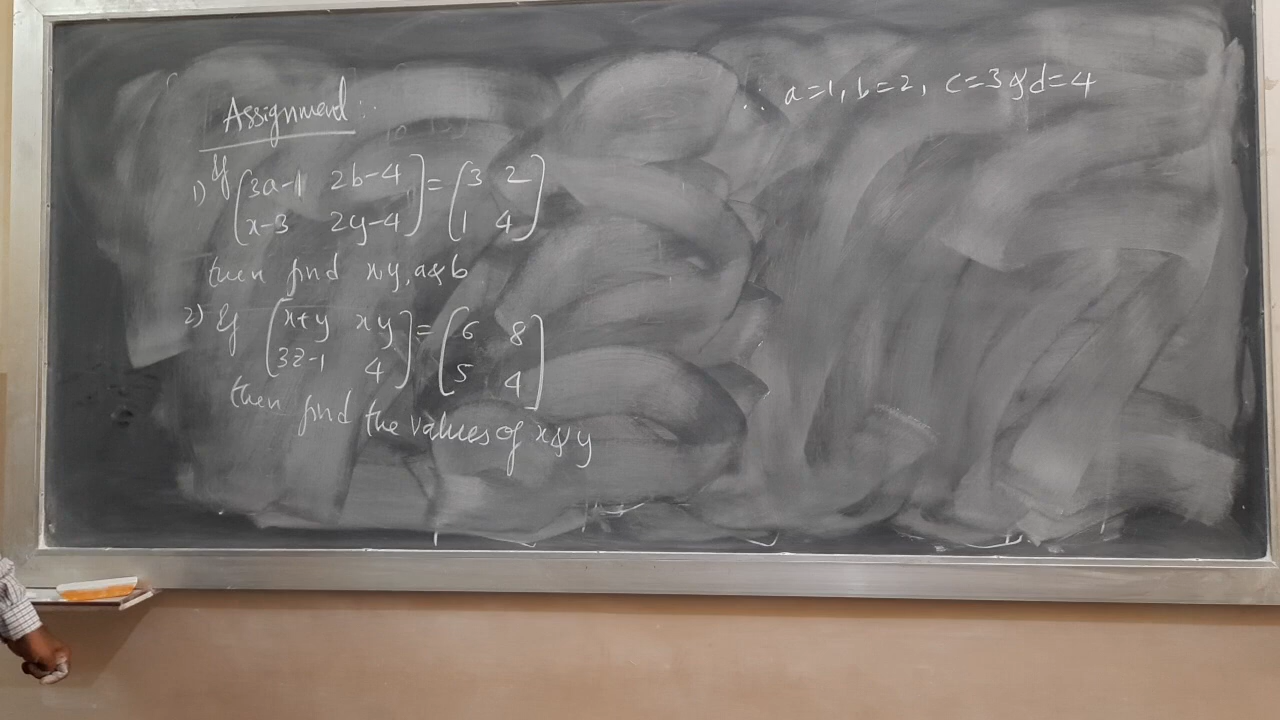 Assignment:
1) If (3a-1 2b-4) = (3 2)
(x-3 2y-4) (1 4)
then find x,y,a&b
2) If (x+y xy) = (6 8)
(3z-1 4) (5 4)
then find the values of x&y
∴ a=1, b=2, c=3 & d=4